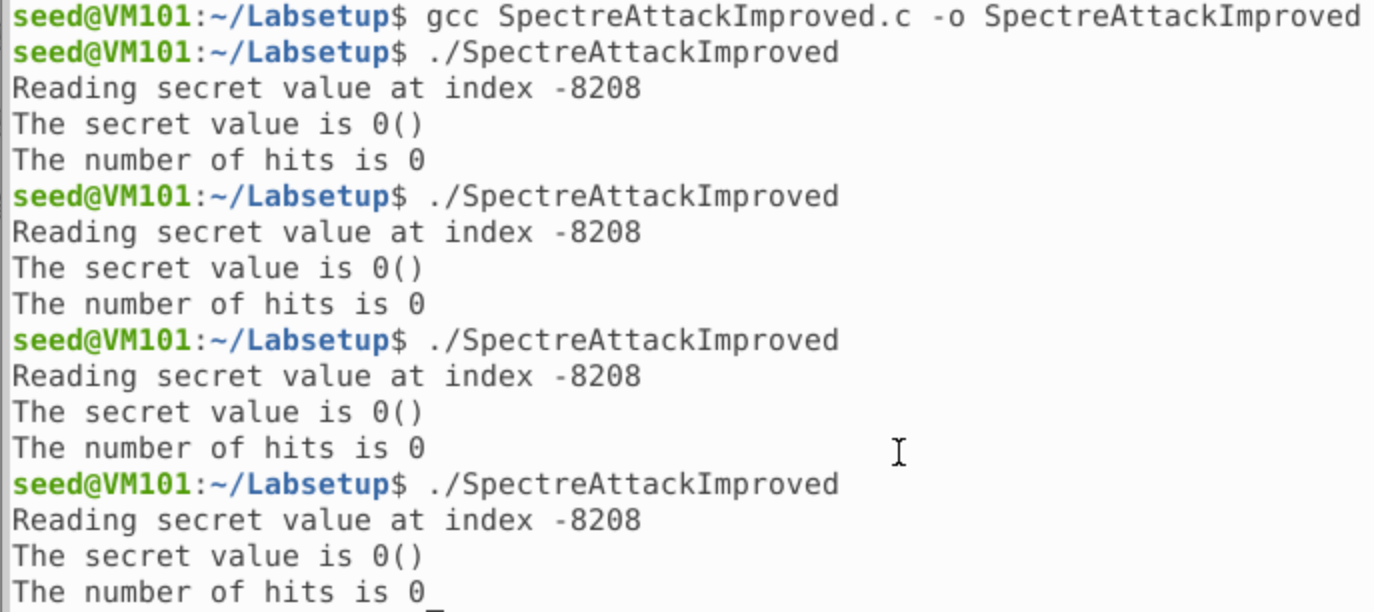 seed@VM101:~/Labsetup$ gcc SpectreAttackImproved.c -o SpectreAttackImproved
seed@VM101:~/Labsetup$ ./SpectreAttackImproved
Reading secret value at index -8208
The secret value is 0()
The number of hits is 0
seed@VM101:~/Labsetup$ ./SpectreAttackImproved
Reading secret value at index -8208
The secret value is 0()
The number of hits is 0
seed@VM101:~/Labsetup$ ./SpectreAttackImproved
Reading secret value at index -8208
The secret value is 0()
The number of hits is 0
seed@VM101:~/Labsetup$ ./SpectreAttackImproved
Reading secret value at index -8208
The secret value is 0()
The number of hits is 0